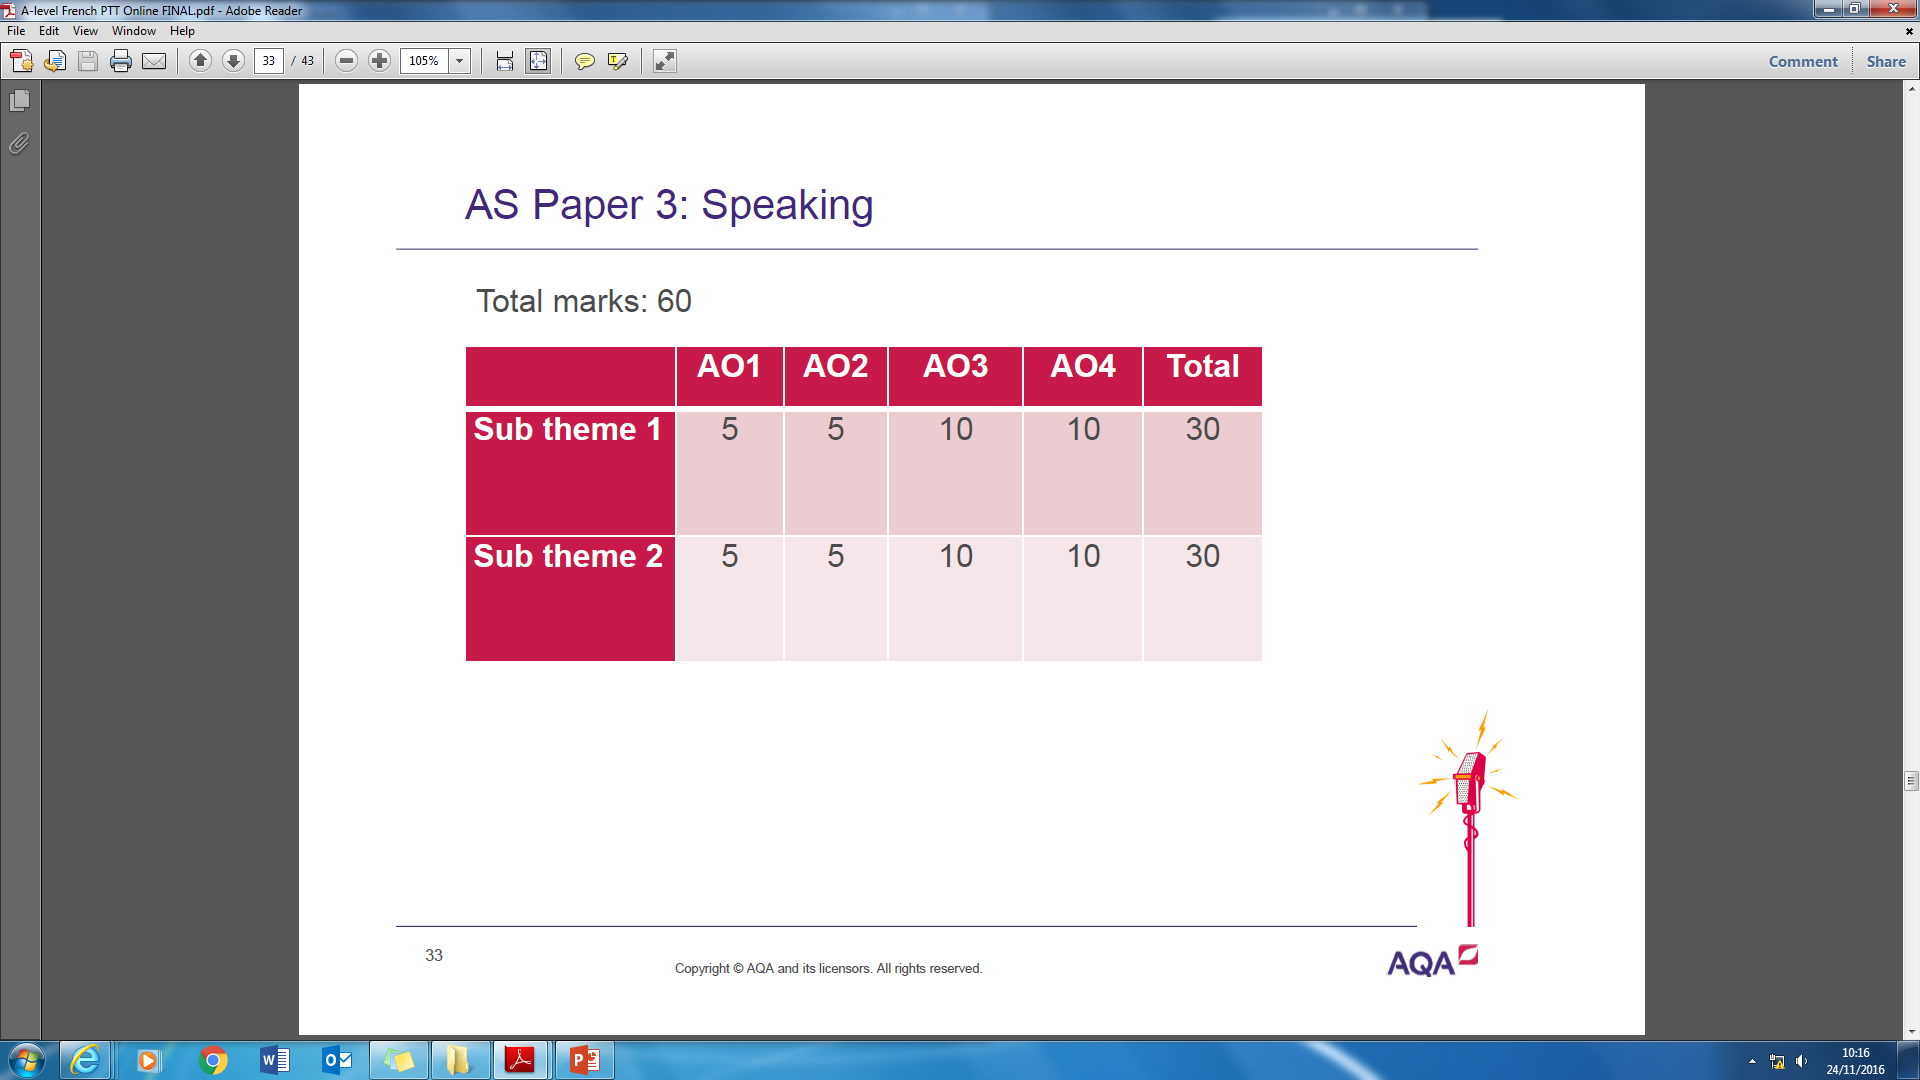 A-level French PTT Online FINAL.pdf - Adobe Reader
File Edit View Window Help
33 / 43 105% Comment Share
AS Paper 3: Speaking
Total marks: 60
AO1 AO2 AO3 AO4 Total
Sub theme 1 5 5 10 10 30
Sub theme 2 5 5 10 10 30
33
Copyright © AQA and its licensors. All rights reserved.
AQA
10:16
24/11/2016